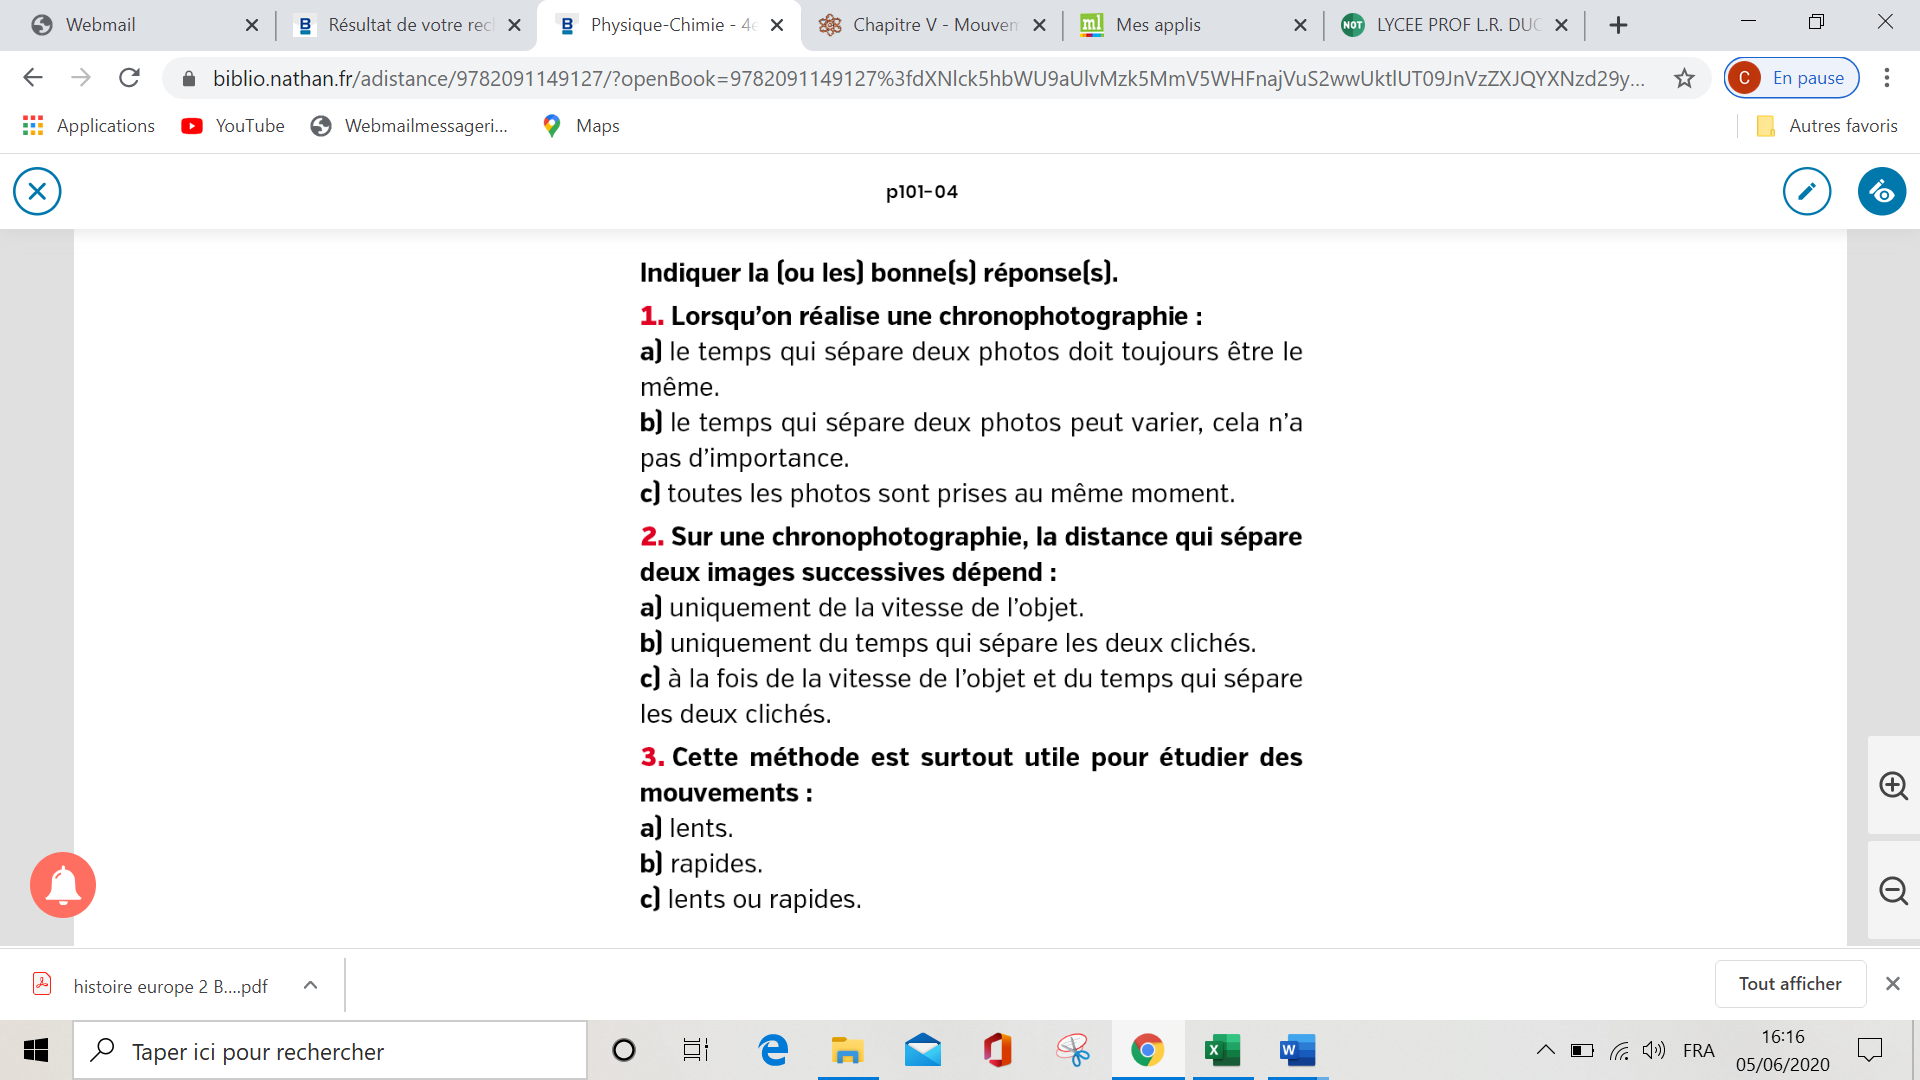 Webmail
Résultat de votre rec
Physique-Chimie - 4e
Chapitre V - Mouvem
ml
Mes applis
NOT
LYCEE PROF L.R. DUC
biblio.nathan.fr/adistance/9782091149127/?openBook=9782091149127%3fdXNlck5hbWU9aUlvMzk5MmV5WHFnajVuS2wwUktlUT09JnVzZXJQYXNzd29y...
C En pause
Applications
YouTube
Webmailmessageri...
Maps
Autres favoris
p101-04
Indiquer la (ou les) bonne(s) réponse(s).
1. Lorsqu’on réalise une chronophotographie :
a) le temps qui sépare deux photos doit toujours être le
même.
b) le temps qui sépare deux photos peut varier, cela n’a
pas d’importance.
c) toutes les photos sont prises au même moment.
2. Sur une chronophotographie, la distance qui sépare
deux images successives dépend :
a) uniquement de la vitesse de l’objet.
b) uniquement du temps qui sépare les deux clichés.
c) à la fois de la vitesse de l’objet et du temps qui sépare
les deux clichés.
3. Cette méthode est surtout utile pour étudier des
mouvements :
a) lents.
b) rapides.
c) lents ou rapides.
histoire europe 2 B....pdf
Tout afficher
Taper ici pour rechercher
FRA
16:16
05/06/2020